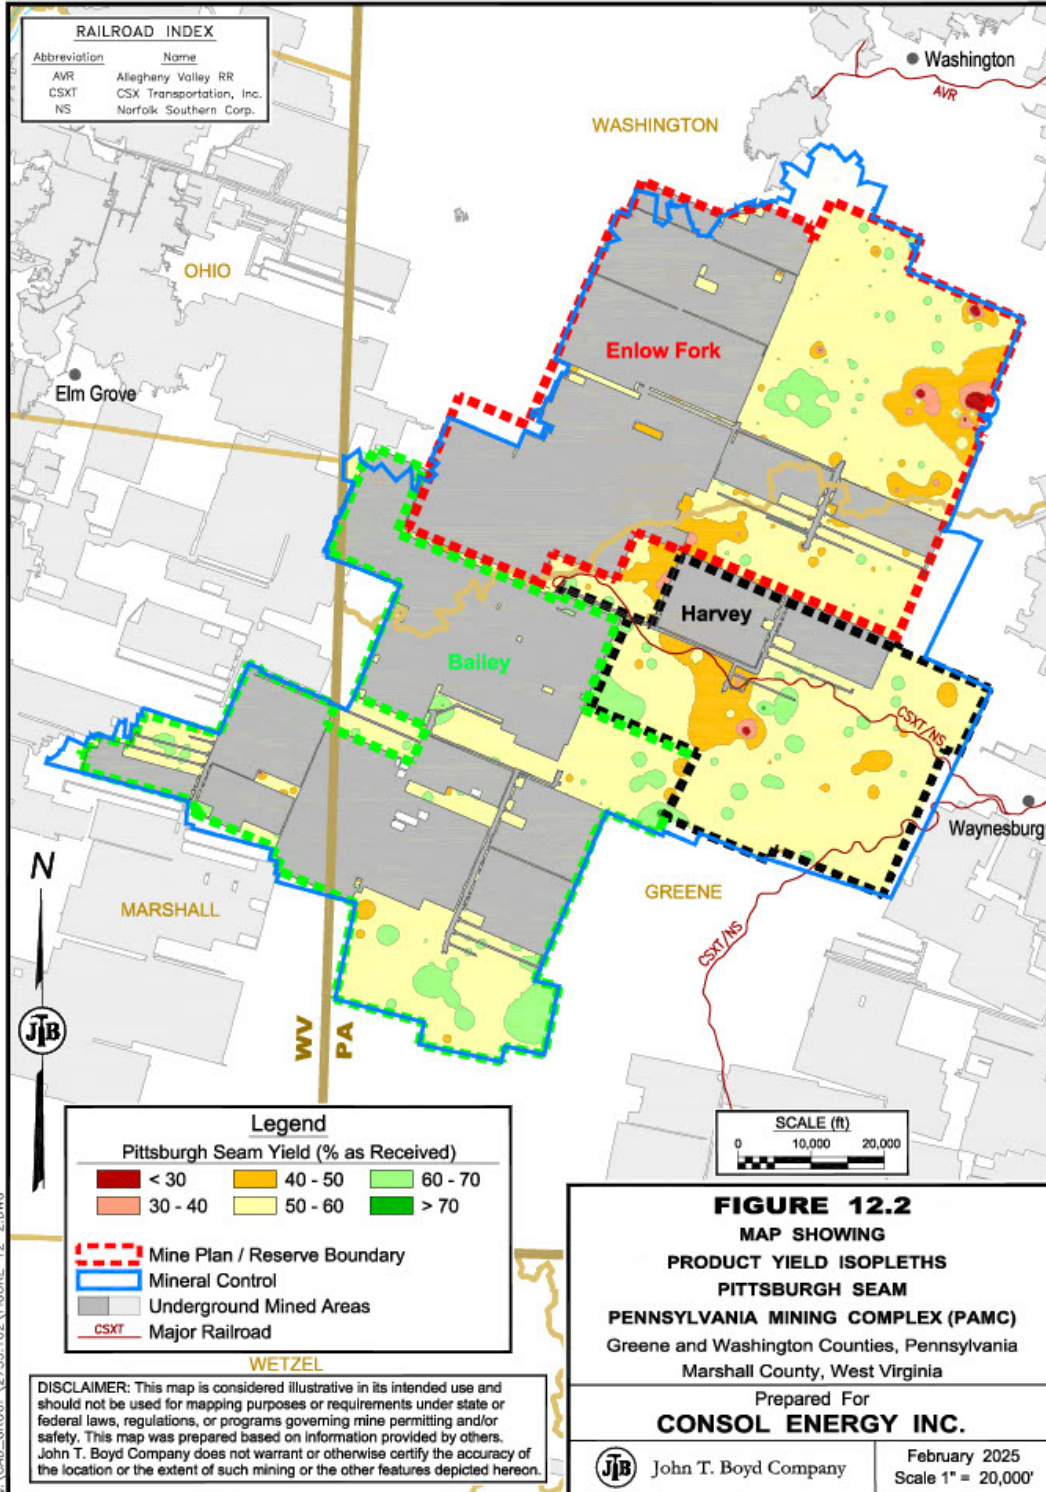 RAILROAD INDEX
Abbreviation Name
AVR Allegheny Valley RR
CSXT CSX Transportation, Inc.
NS Norfolk Southern Corp.
Washington
AVR
WASHINGTON
OHIO
Enlow Fork
Elm Grove
Harvey
Bailey
CSXT/NS
Waynesburg
GREENE
N
MARSHALL
CSXT/NS
JTB
WV
PA
SCALE (ft)
0 10,000 20,000
Legend
Pittsburgh Seam Yield (% as Received)
< 30 40 - 50 60 - 70
30 - 40 50 - 60 > 70
Mine Plan / Reserve Boundary
Mineral Control
Underground Mined Areas
CSXT Major Railroad
WETZEL
DISCLAIMER: This map is considered illustrative in its intended use and
should not be used for mapping purposes or requirements under state or
federal laws, regulations, or programs governing mine permitting and/or
safety. This map was prepared based on information provided by others.
John T. Boyd Company does not warrant or otherwise certify the accuracy of
the location or the extent of such mining or the other features depicted hereon.
FIGURE 12.2
MAP SHOWING
PRODUCT YIELD ISOPLETHS
PITTSBURGH SEAM
PENNSYLVANIA MINING COMPLEX (PAMC)
Greene and Washington Counties, Pennsylvania
Marshall County, West Virginia
Prepared For
CONSOL ENERGY INC.
JTB John T. Boyd Company
February 2025
Scale 1" = 20,000'